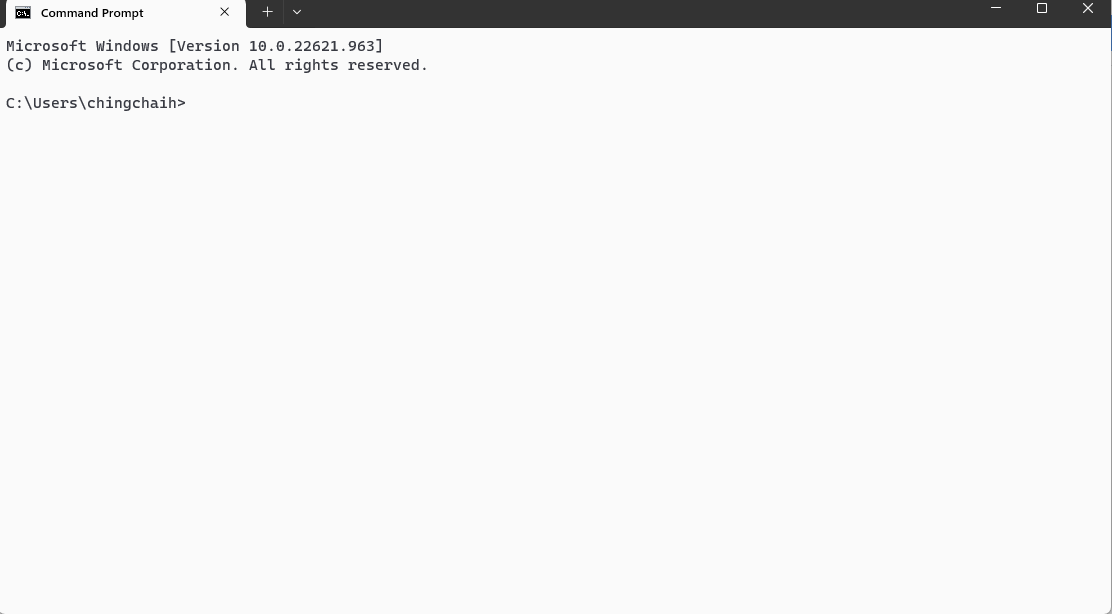 Command Prompt
Microsoft Windows [Version 10.0.22621.963]
(c) Microsoft Corporation. All rights reserved.
C:\Users\chingchaih>